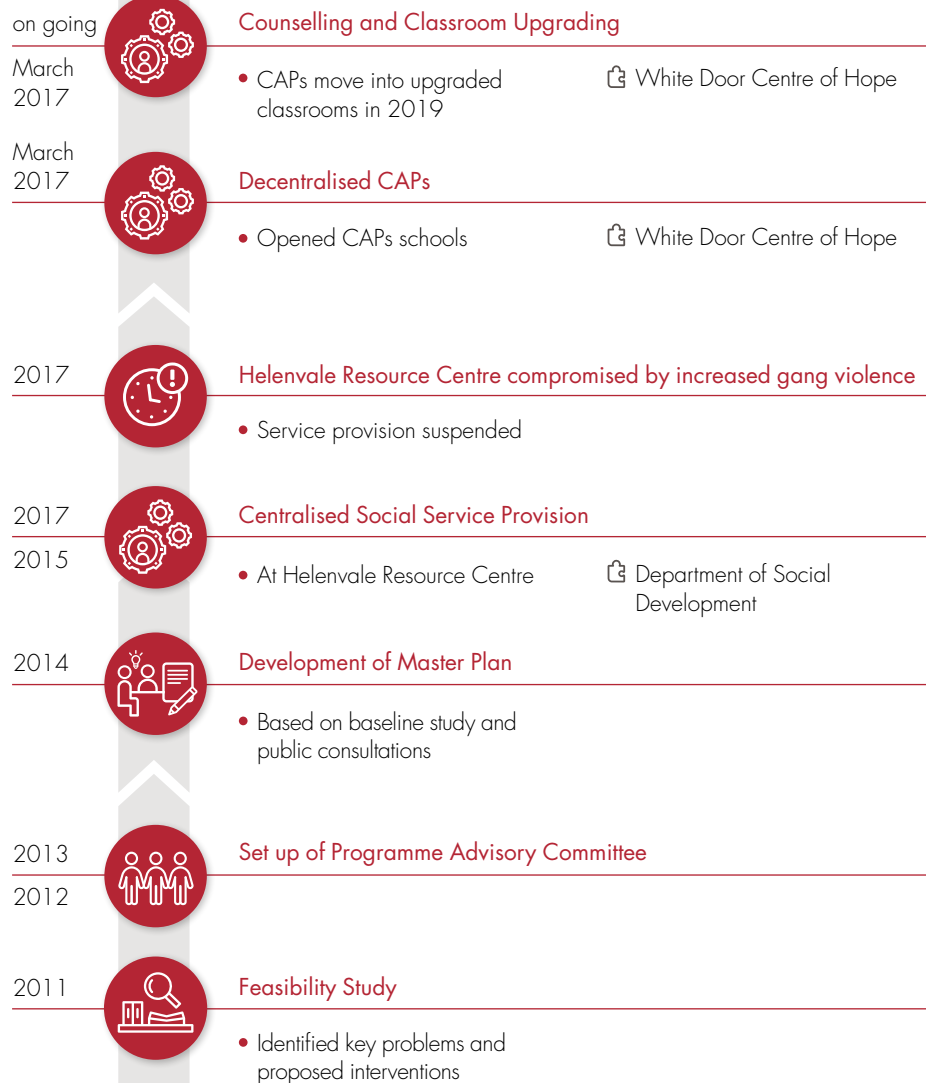 on going
Counselling and Classroom Upgrading
March
2017
• CAPs move into upgraded
classrooms in 2019
White Door Centre of Hope
March
2017
Decentralised CAPs
• Opened CAPs schools
White Door Centre of Hope
2017
Helenvale Resource Centre compromised by increased gang violence
• Service provision suspended
2017
Centralised Social Service Provision
2015
• At Helenvale Resource Centre
Department of Social
Development
2014
Development of Master Plan
• Based on baseline study and
public consultations
2013
Set up of Programme Advisory Committee
2012
2011
Feasibility Study
• Identified key problems and
proposed interventions